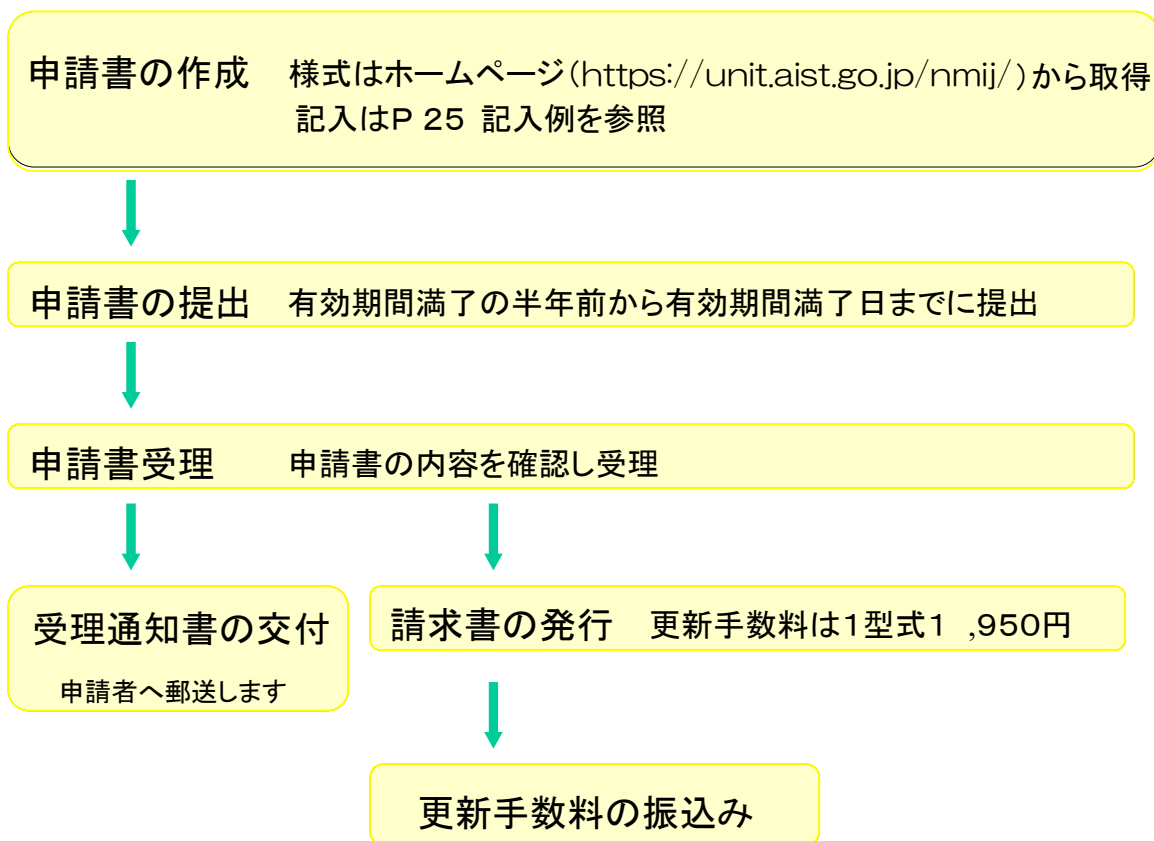 申請書の作成 様式はホームページ(https://unit.aist.go.jp/nmij/)から取得
記入はP 25 記入例を参照
申請書の提出 有効期間満了の半年前から有効期間満了日までに提出
申請書受理 申請書の内容を確認し受理
受理通知書の交付
申請者へ郵送します
請求書の発行 更新手数料は1型式1 ,950円
更新手数料の振込み